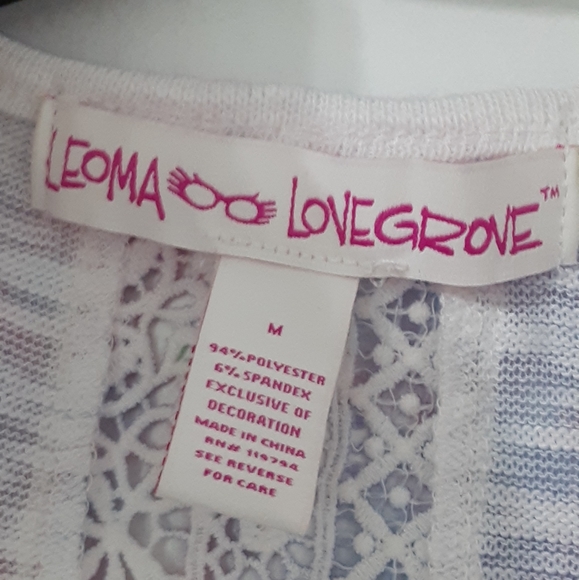 LEOMA LOVEGROVE™
M
94% POLYESTER
6% SPANDEX
EXCLUSIVE OF
DECORATION
MADE IN CHINA
RN# 119794
SEE REVERSE
FOR CARE